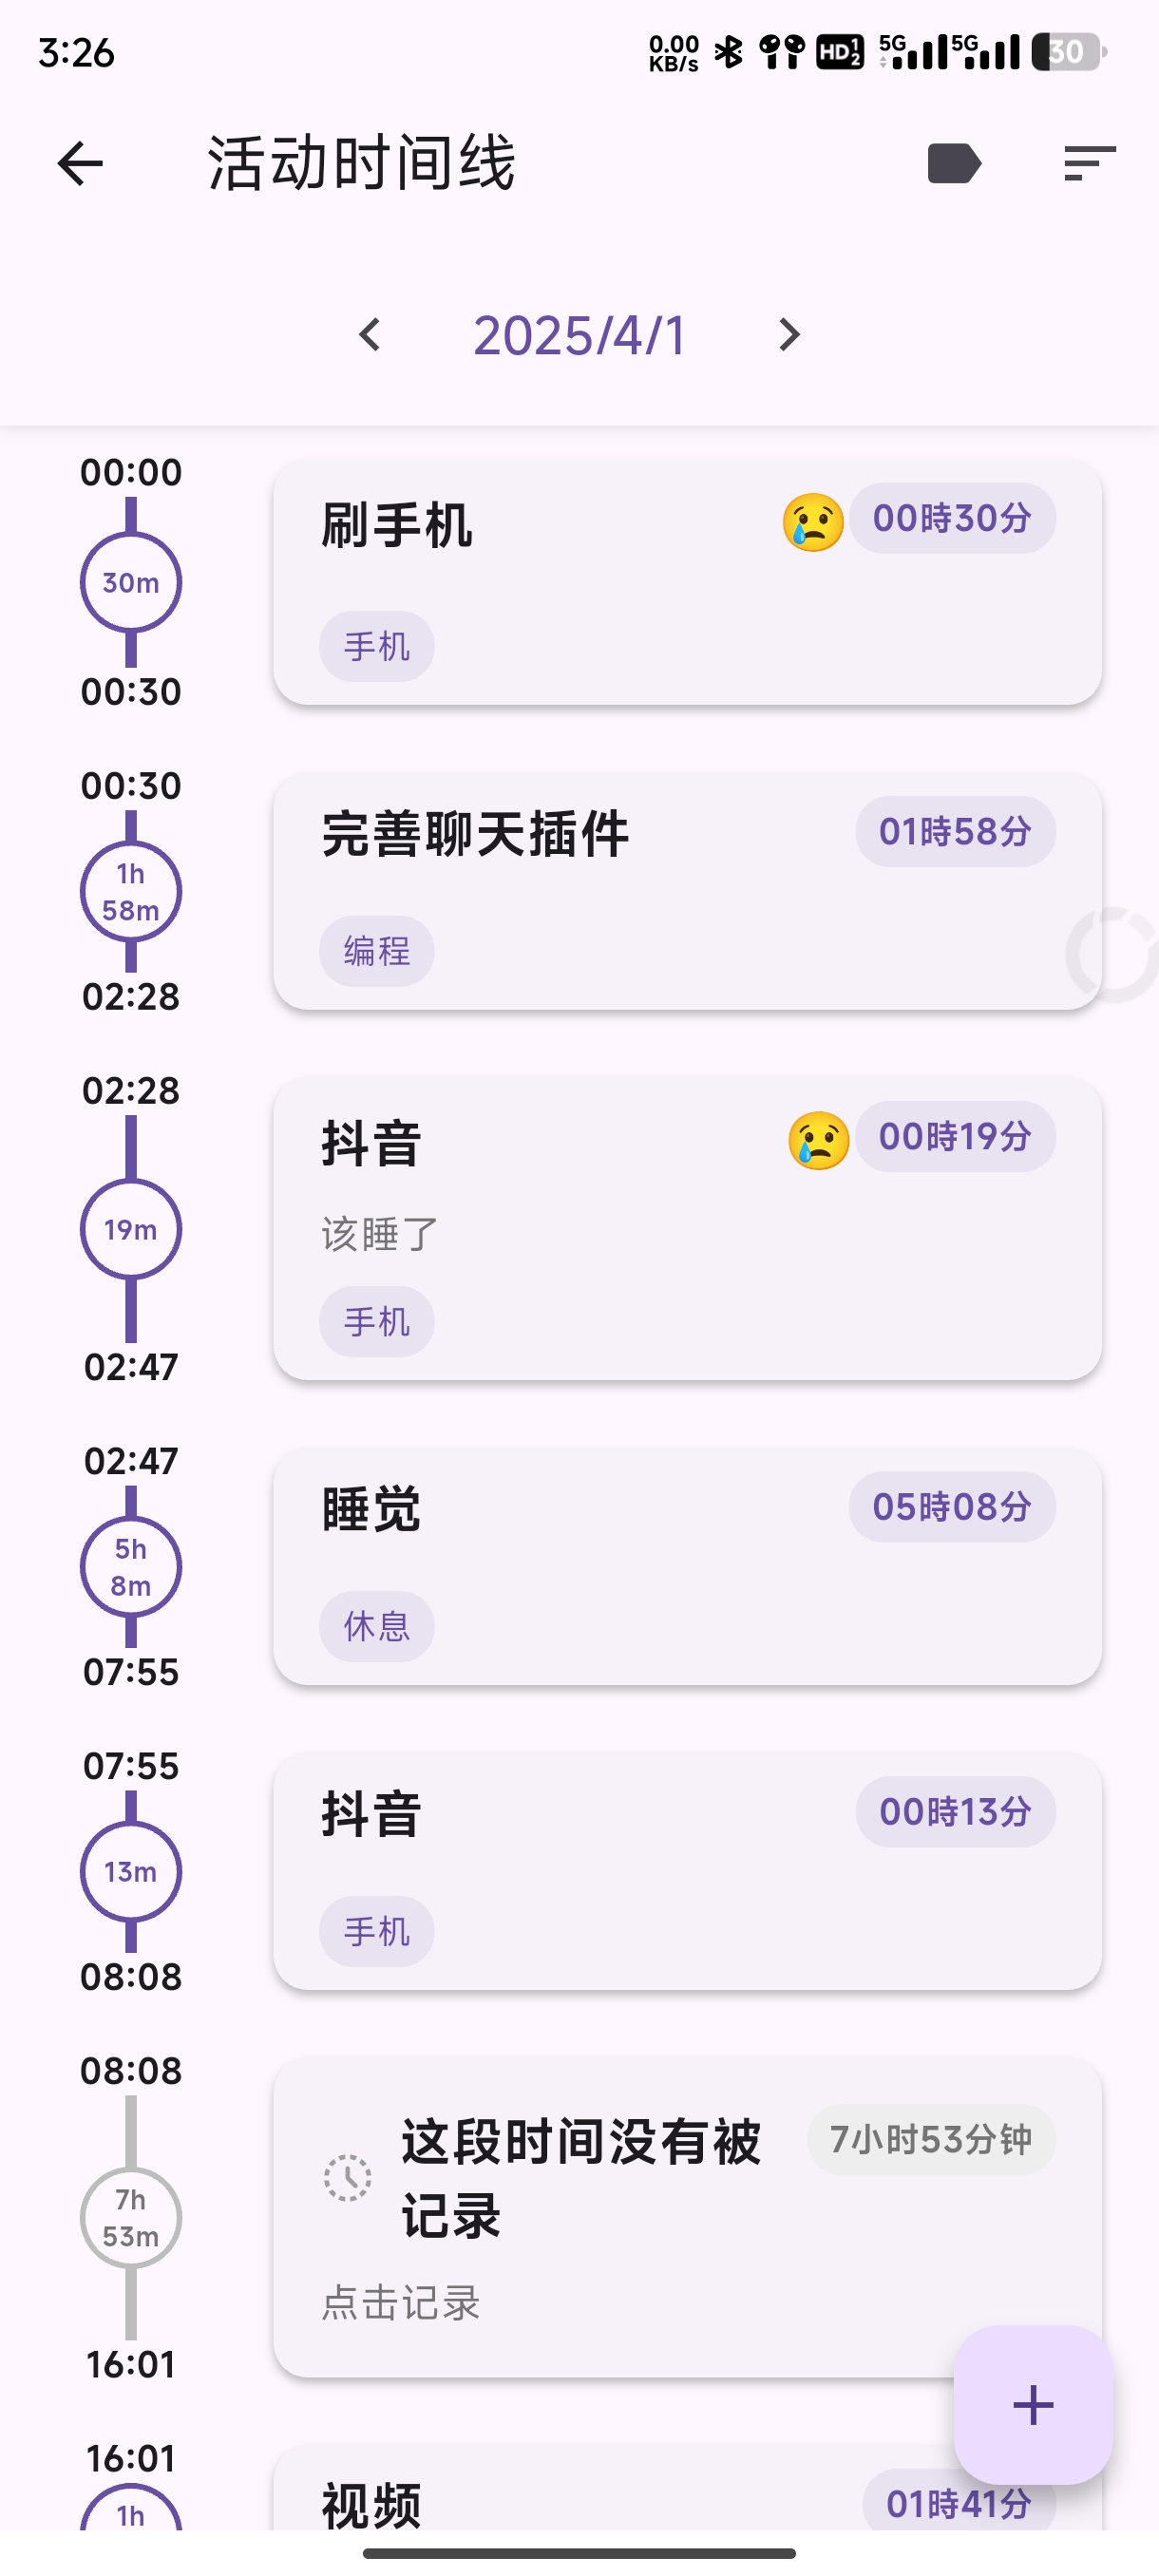 3:26
0.00
KB/s
HD 1 2
5G
5G
30
活动时间线
2025/4/1
00:00
刷手机
00時30分
30m
手机
00:30
00:30
完善聊天插件
01時58分
1h
58m
编程
02:28
02:28
抖音
00時19分
19m
该睡了
手机
02:47
02:47
睡觉
05時08分
5h
8m
休息
07:55
07:55
抖音
00時13分
13m
手机
08:08
08:08
这段时间没有被
记录
7小时53分钟
7h
53m
点击记录
16:01
16:01
视频
01時41分
1h